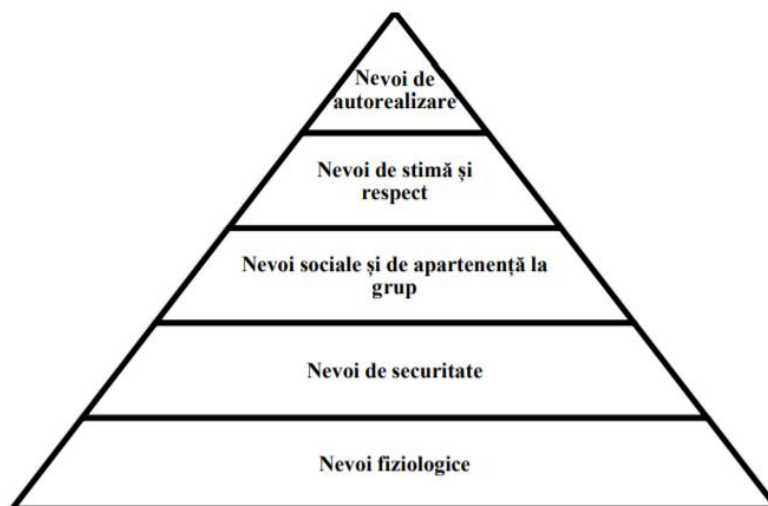 Nevoi de
autorealizare
Nevoi de stimă și
respect
Nevoi sociale și de apartenență la
grup
Nevoi de securitate
Nevoi fiziologice